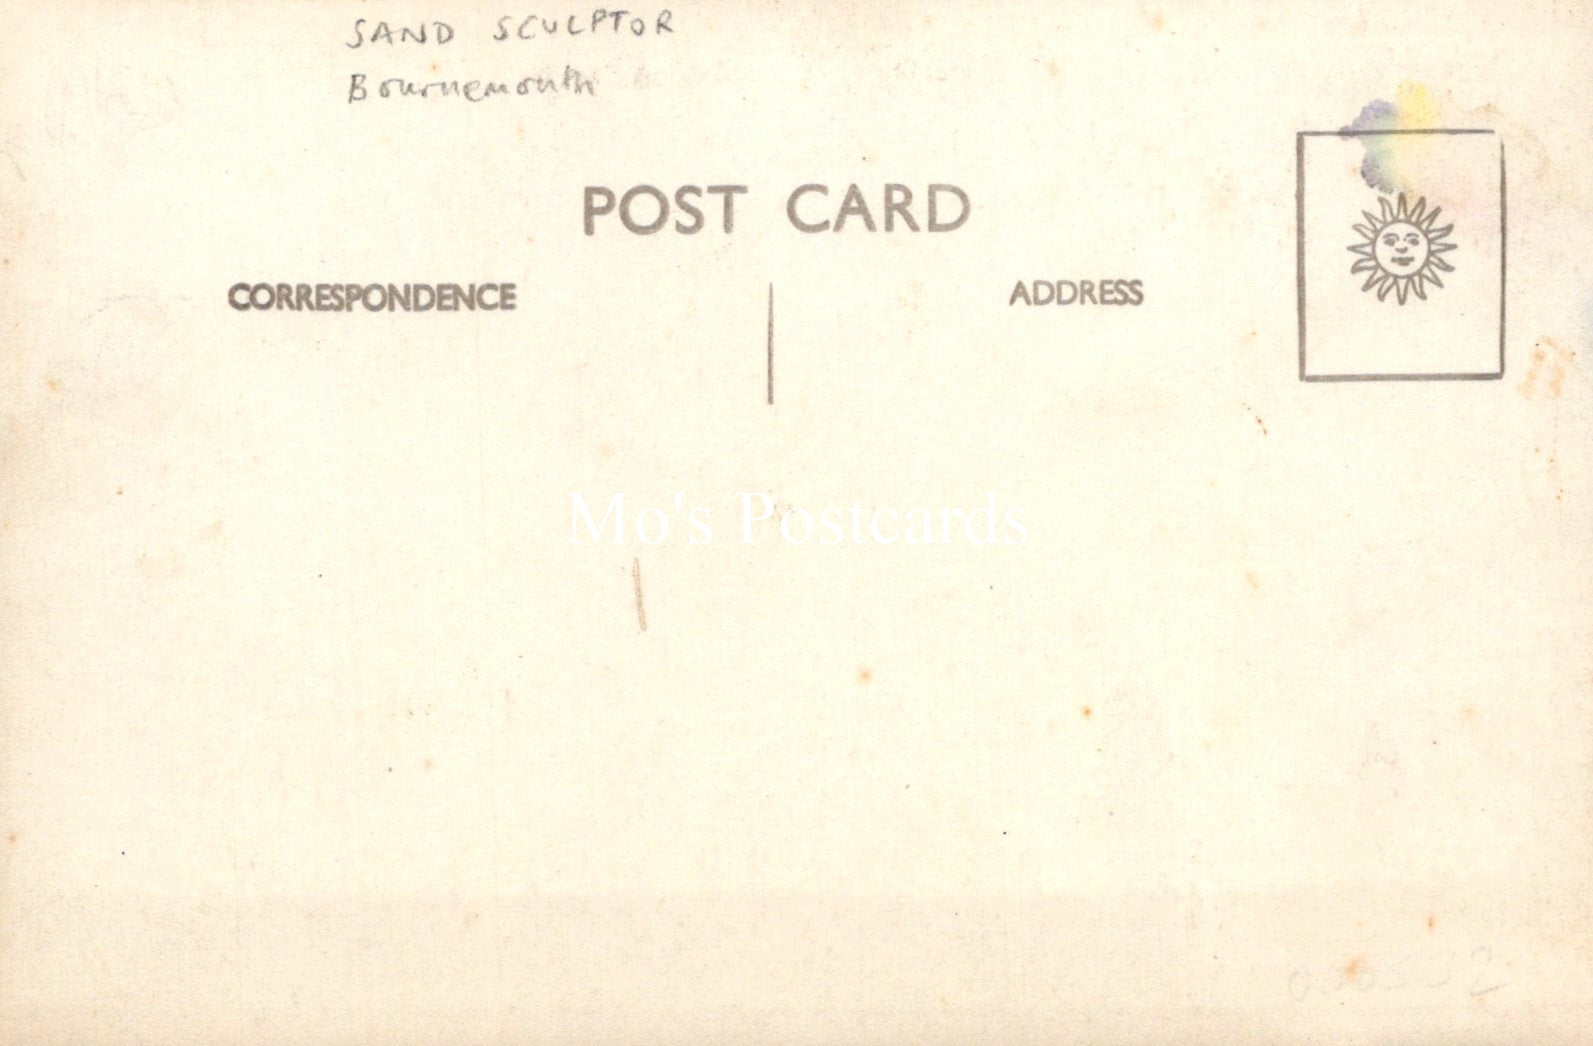 SAND SCULPTOR
Bournemouth
POST CARD
CORRESPONDENCE
ADDRESS
Mo's Postcards